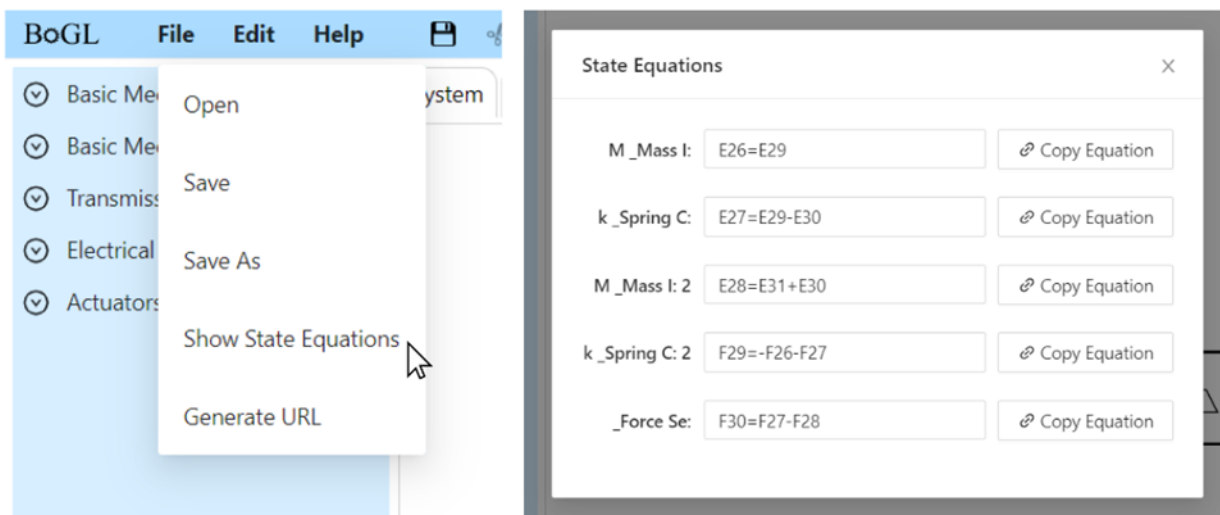 BoGL File Edit Help
Basic Me
Basic Me
Transmiss
Electrical
Actuators
Open
Save
Save As
Show State Equations
Generate URL
ystem
State Equations
M _Mass I: E26=E29 Copy Equation
k _Spring C: E27=E29-E30 Copy Equation
M _Mass I: 2 E28=E31+E30 Copy Equation
k _Spring C: 2 F29=-F26-F27 Copy Equation
_Force Se: F30=F27-F28 Copy Equation